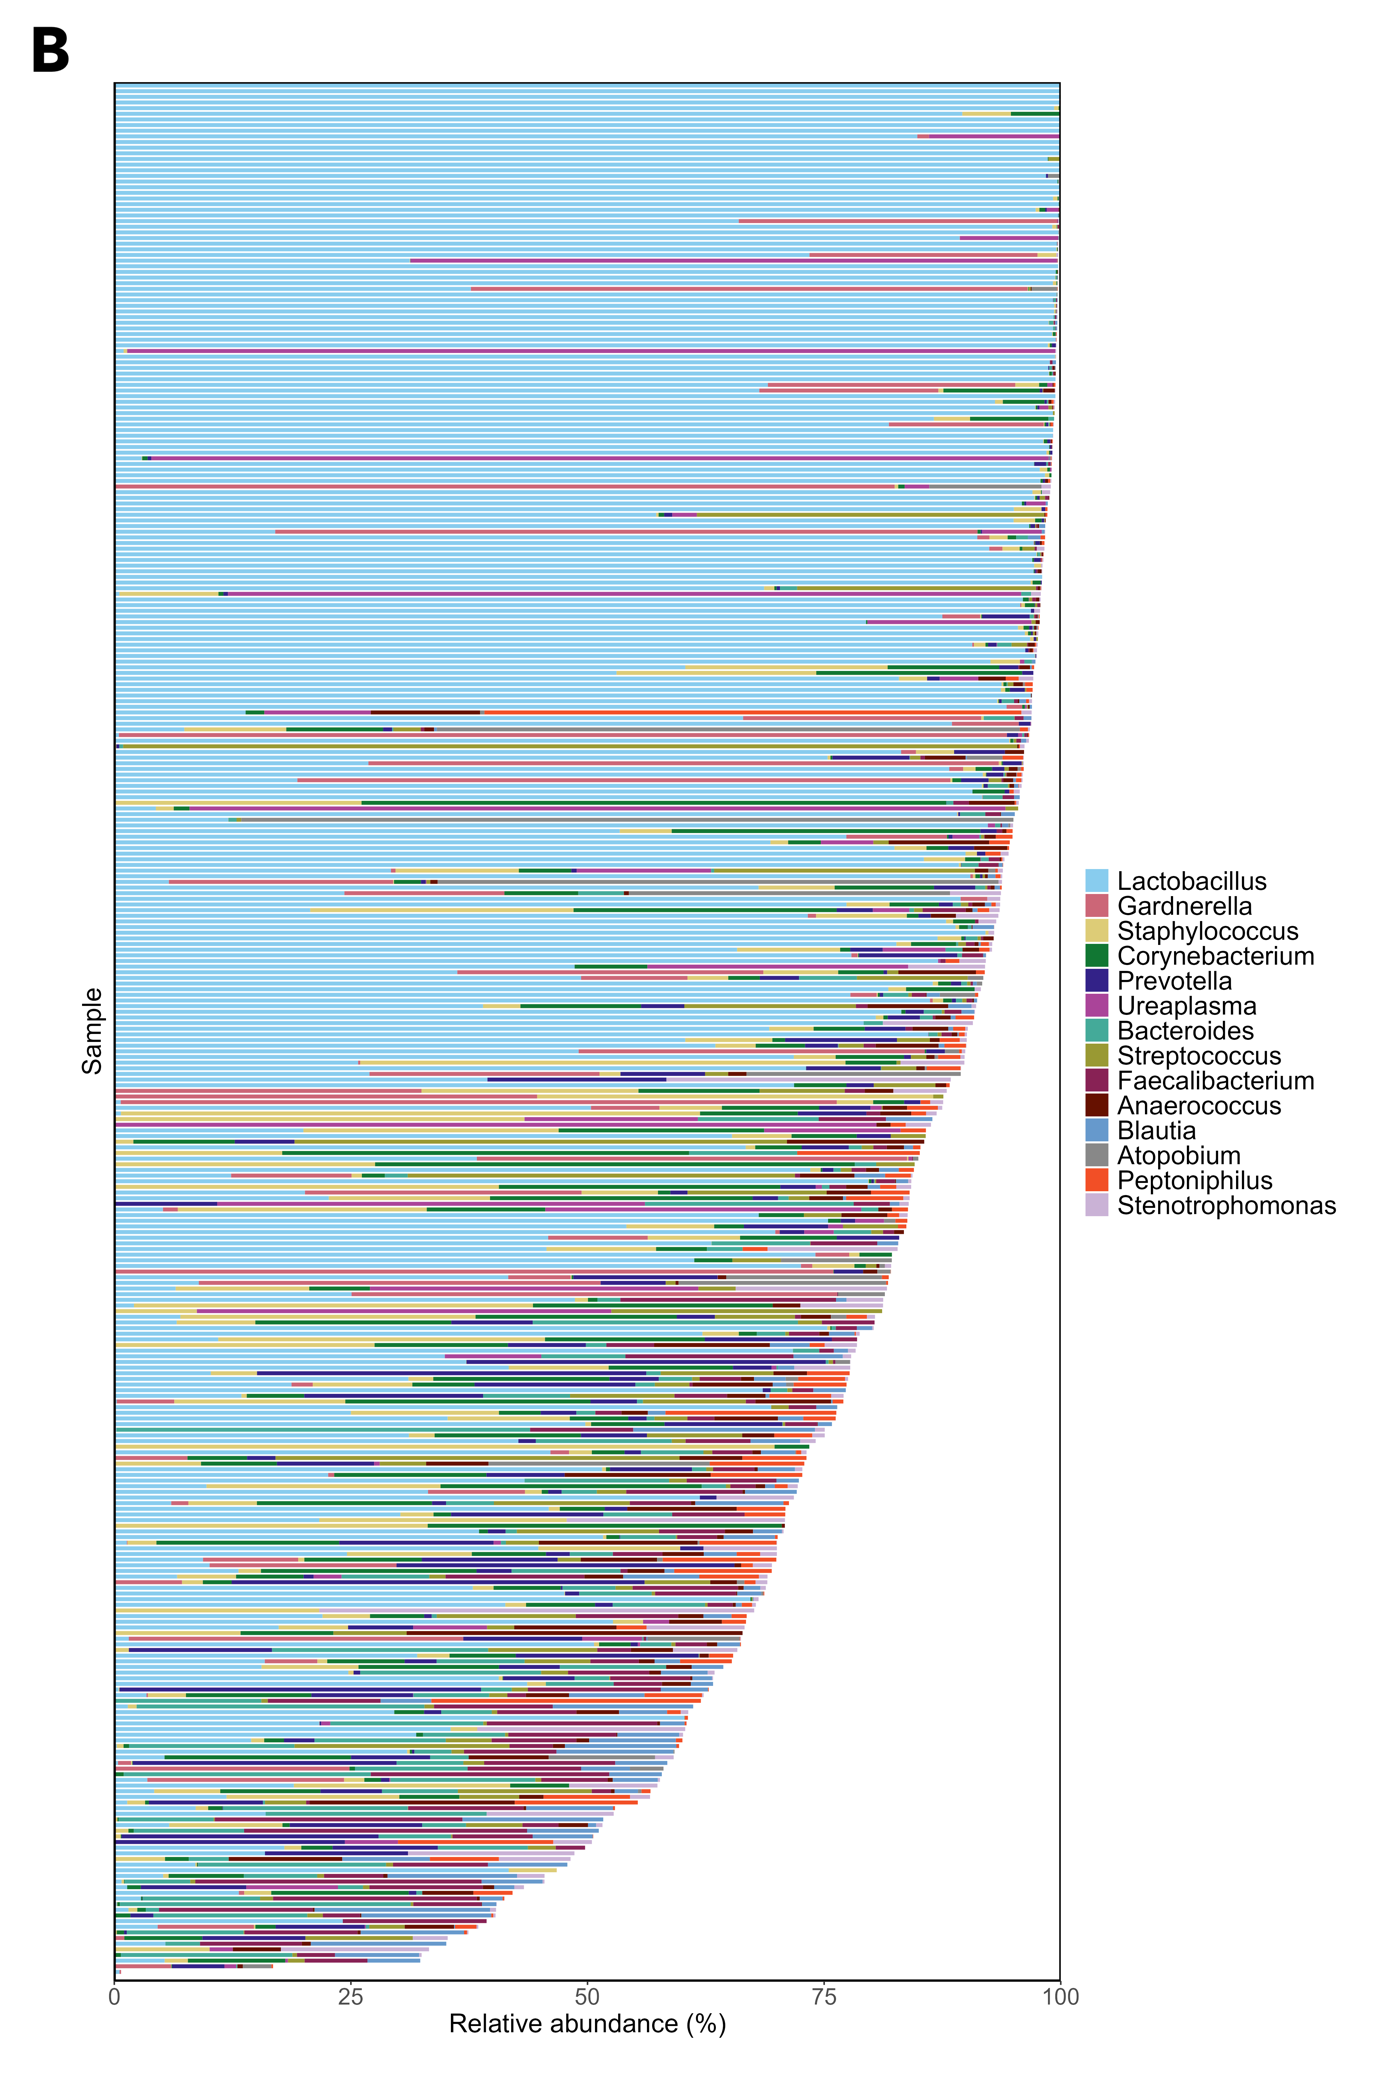 B
Sample
Lactobacillus
Gardnerella
Staphylococcus
Corynebacterium
Prevotella
Ureaplasma
Bacteroides
Streptococcus
Faecalibacterium
Anaerococcus
Blautia
Atopobium
Peptoniphilus
Stenotrophomonas
0 25 50 75 100
Relative abundance (%)